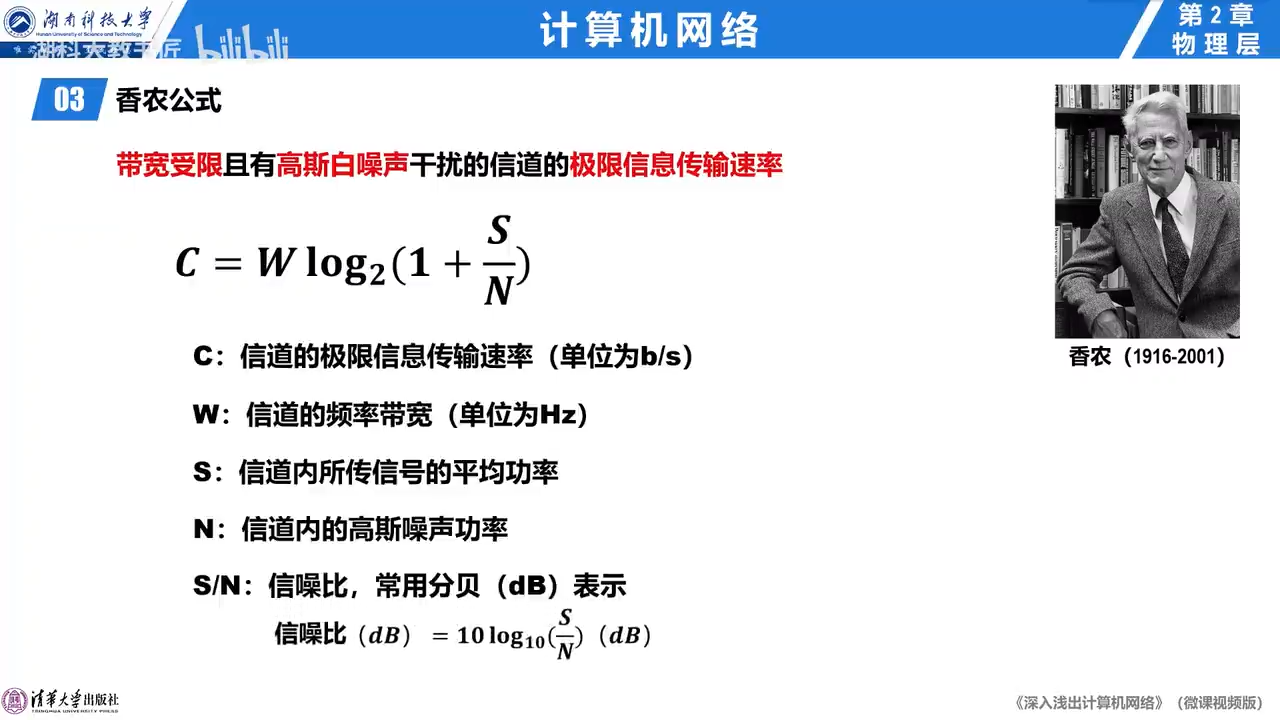 湖南科技大学
Hunan University of Science and Technology
湖科大教书匠 bilibili
计算机网络
第 2 章
物理层
03 香农公式
带宽受限且有高斯白噪声干扰的信道的极限信息传输速率
C = W log₂(1 + S/N)
C：信道的极限信息传输速率（单位为b/s）
W：信道的频率带宽（单位为Hz）
S：信道内所传信号的平均功率
N：信道内的高斯噪声功率
S/N：信噪比，常用分贝（dB）表示
信噪比（dB） = 10 log₁₀(S/N)（dB）
香农（1916-2001）
清华大学出版社
TSINGHUA UNIVERSITY PRESS
《深入浅出计算机网络》（微课视频版）